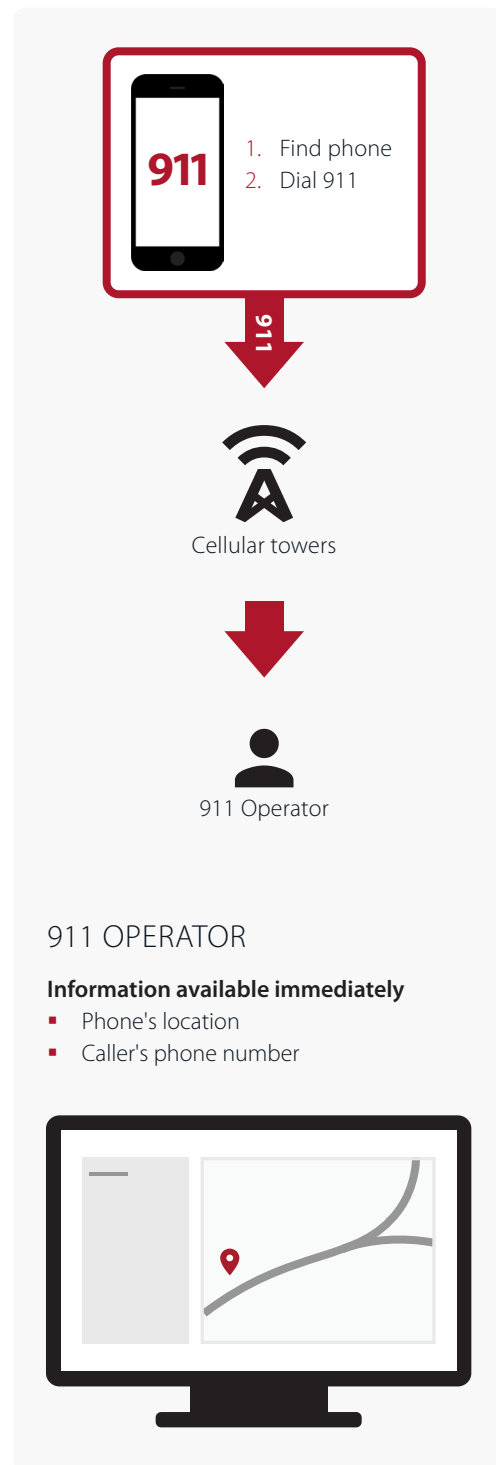 911
1. Find phone
2. Dial 911
911
Cellular towers
911 Operator
911 OPERATOR
Information available immediately
▪ Phone's location
▪ Caller's phone number